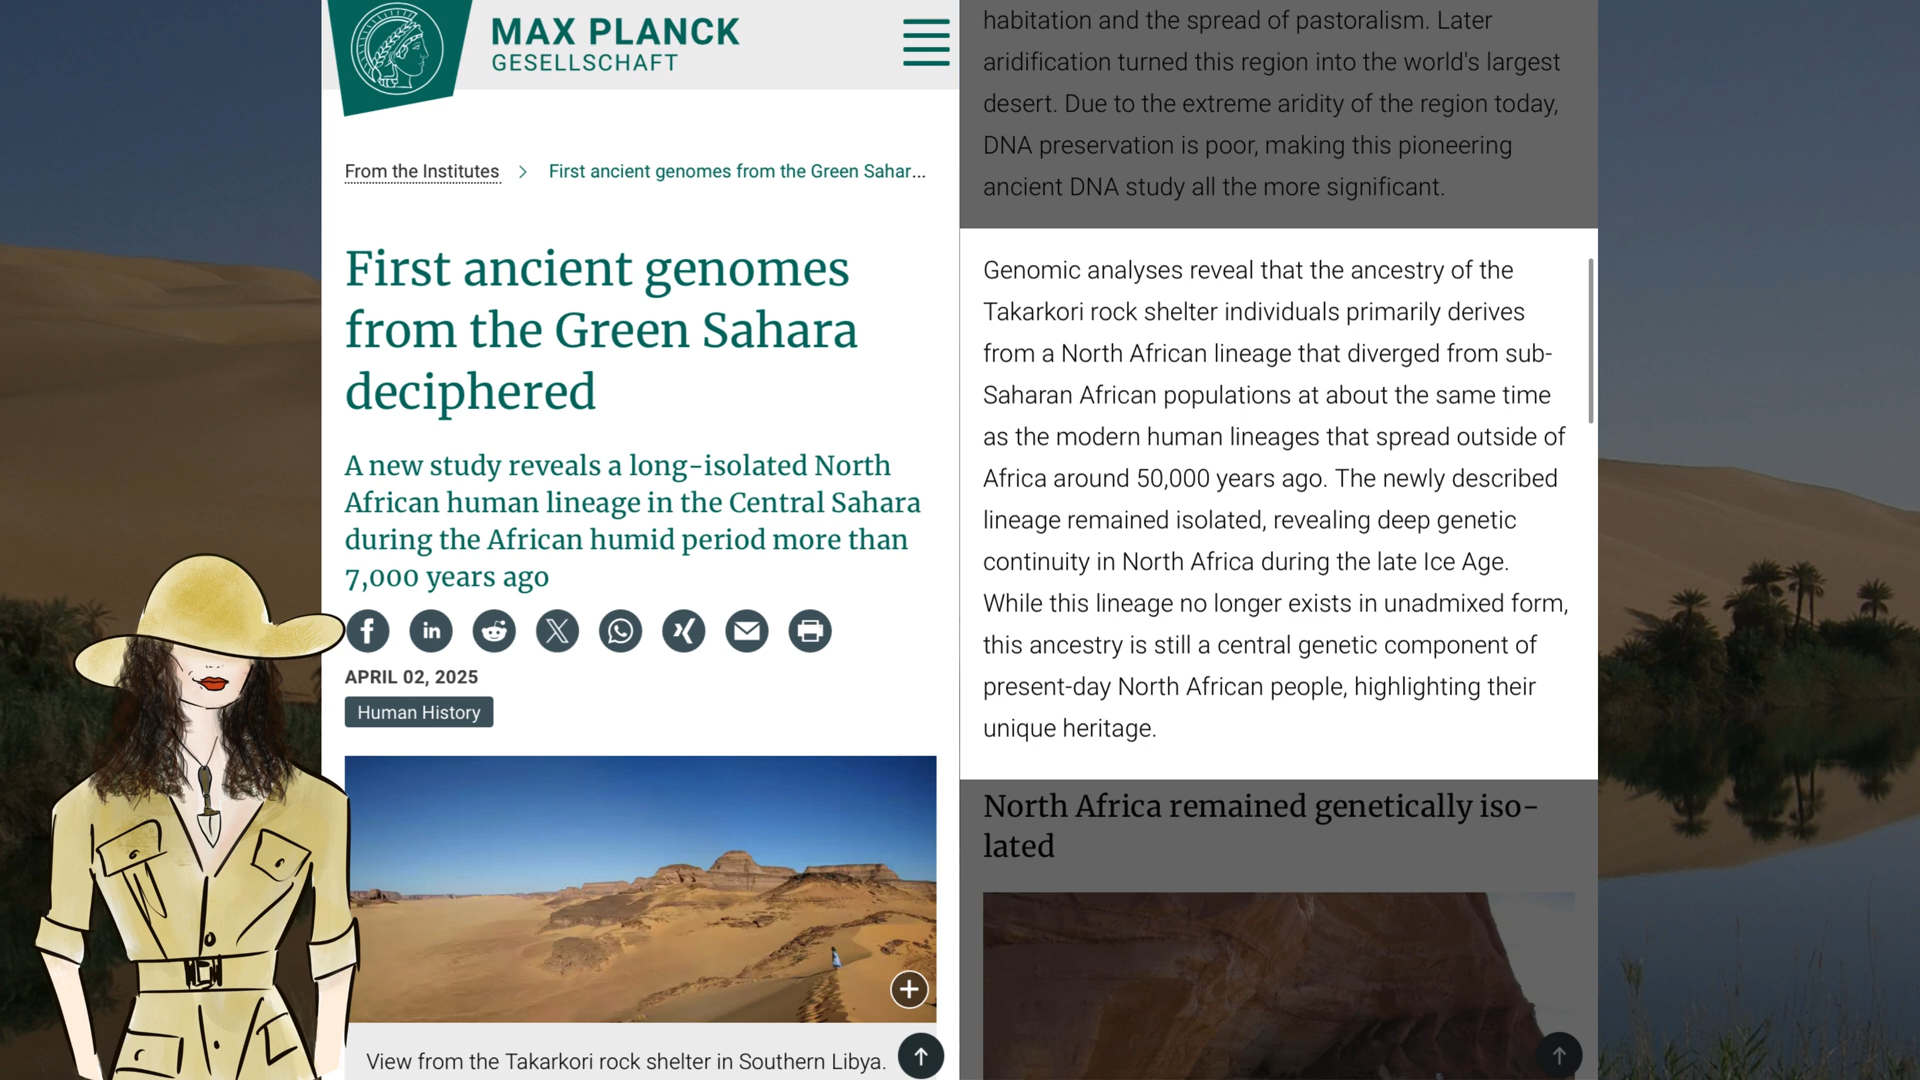 MAX PLANCK
GESELLSCHAFT
From the Institutes > First ancient genomes from the Green Sahar...
First ancient genomes
from the Green Sahara
deciphered
A new study reveals a long-isolated North
African human lineage in the Central Sahara
during the African humid period more than
7,000 years ago
APRIL 02, 2025
Human History
View from the Takarkori rock shelter in Southern Libya.
habitation and the spread of pastoralism. Later
aridification turned this region into the world's largest
desert. Due to the extreme aridity of the region today,
DNA preservation is poor, making this pioneering
ancient DNA study all the more significant.
Genomic analyses reveal that the ancestry of the
Takarkori rock shelter individuals primarily derives
from a North African lineage that diverged from sub-
Saharan African populations at about the same time
as the modern human lineages that spread outside of
Africa around 50,000 years ago. The newly described
lineage remained isolated, revealing deep genetic
continuity in North Africa during the late Ice Age.
While this lineage no longer exists in unadmixed form,
this ancestry is still a central genetic component of
present-day North African people, highlighting their
unique heritage.
North Africa remained genetically iso-
lated